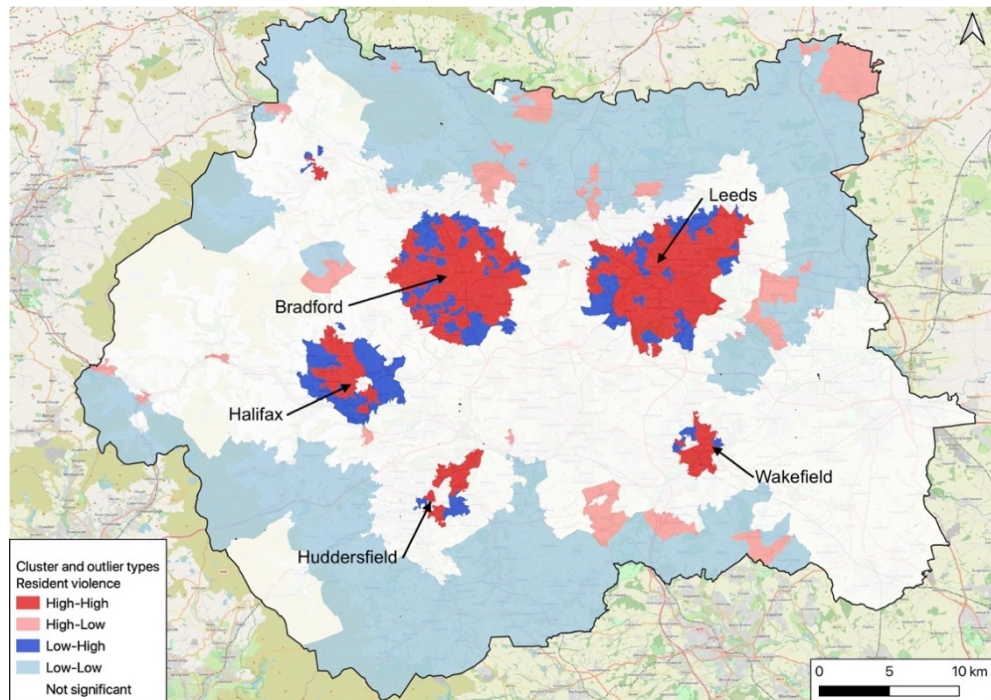 Leeds
Bradford
Halifax
Wakefield
Huddersfield
Cluster and outlier types
Resident violence
High-High
High-Low
Low-High
Low-Low
Not significant
0 5 10 km